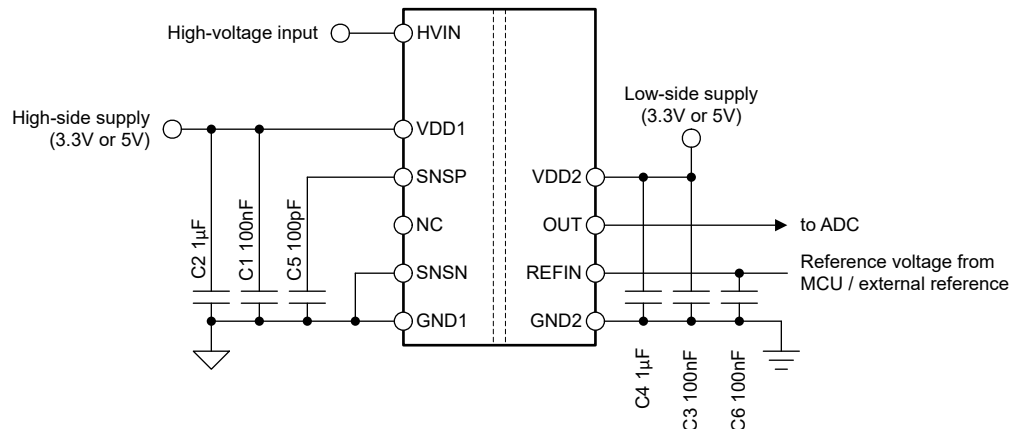 High-voltage input
HVIN
High-side supply
(3.3V or 5V)
VDD1
SNSP
NC
SNSN
GND1
C2 1µF
C1 100nF
C5 100pF
Low-side supply
(3.3V or 5V)
VDD2
OUT
to ADC
REFIN
Reference voltage from
MCU / external reference
GND2
C4 1µF
C3 100nF
C6 100nF